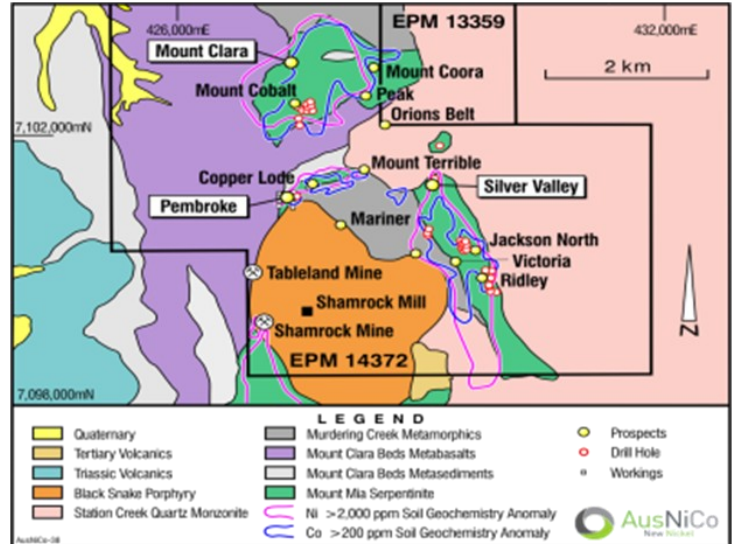 EPM 13359
426,000mE
432,000mE
Mount Clara
2 km
Mount Coora
Mount Cobalt
Peak
Orions Belt
7,102,000mN
Mount Terrible
Copper Lode
Silver Valley
Pembroke
Mariner
Jackson North
Victoria
Ridley
Tableland Mine
Shamrock Mill
Shamrock Mine
N
EPM 14372
7,098,000mN
LEGEND
Quaternary
Tertiary Volcanics
Triassic Volcanics
Black Snake Porphyry
Station Creek Quartz Monzonite
Murdering Creek Metamorphics
Mount Clara Beds Metabasalts
Mount Clara Beds Metasediments
Mount Mia Serpentinite
Ni >2,000 ppm Soil Geochemistry Anomaly
Co >200 ppm Soil Geochemistry Anomaly
Prospects
Drill Hole
Workings
AusNiCo
New Nickel
AusNiCo-38